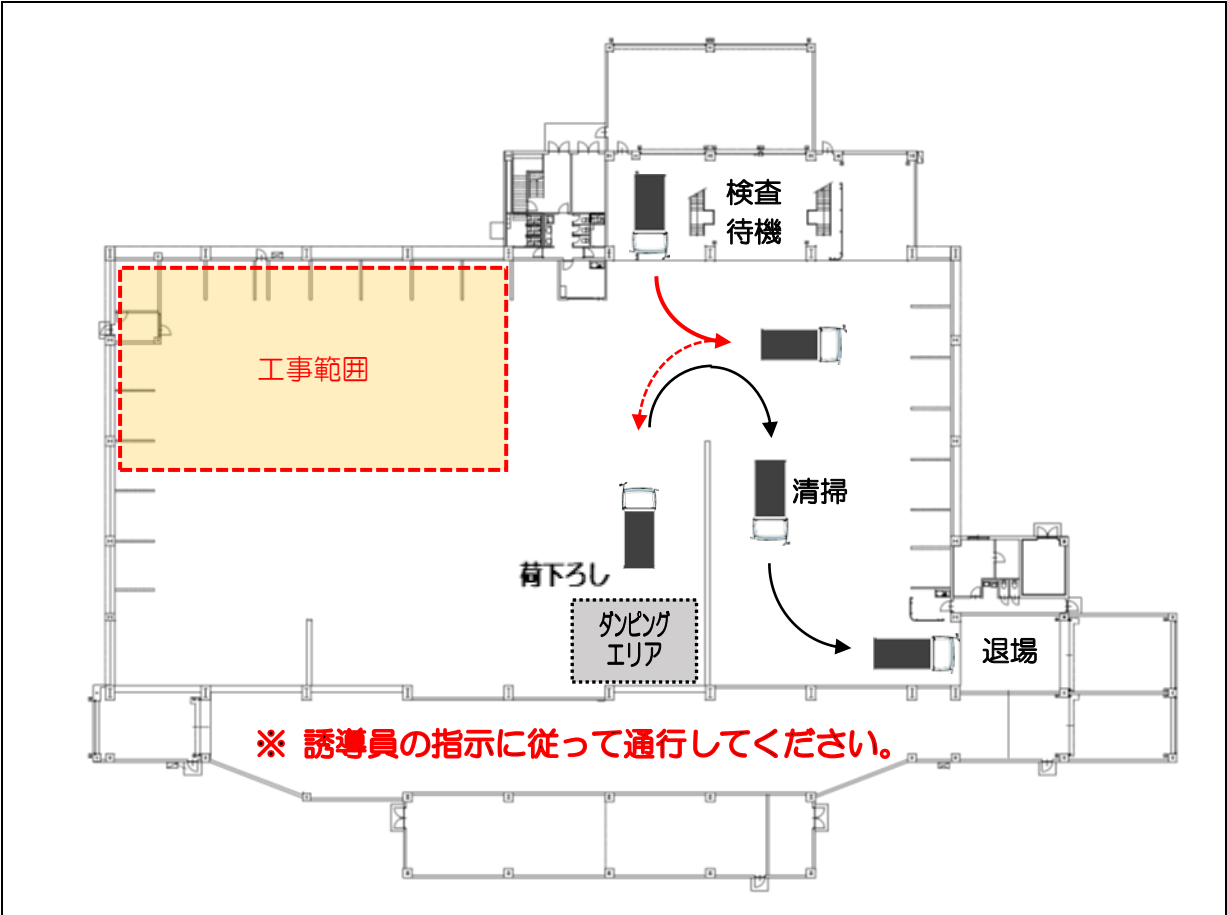 検査
待機
工事範囲
清掃
荷下ろし
ダンピング
エリア
退場
※ 誘導員の指示に従って通行してください。